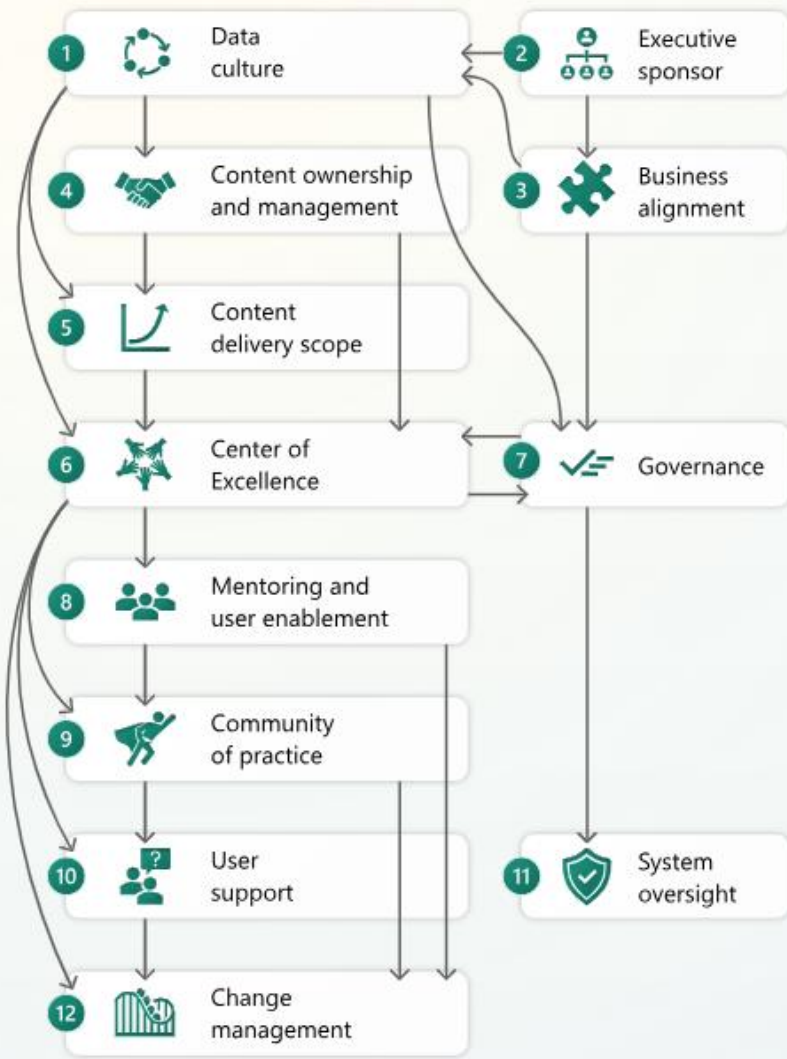 1
Data
culture
2
Executive
sponsor
4
Content ownership
and management
3
Business
alignment
5
Content
delivery scope
6
Center of
Excellence
7
Governance
8
Mentoring and
user enablement
9
Community
of practice
10
?
User
support
11
System
oversight
12
Change
management